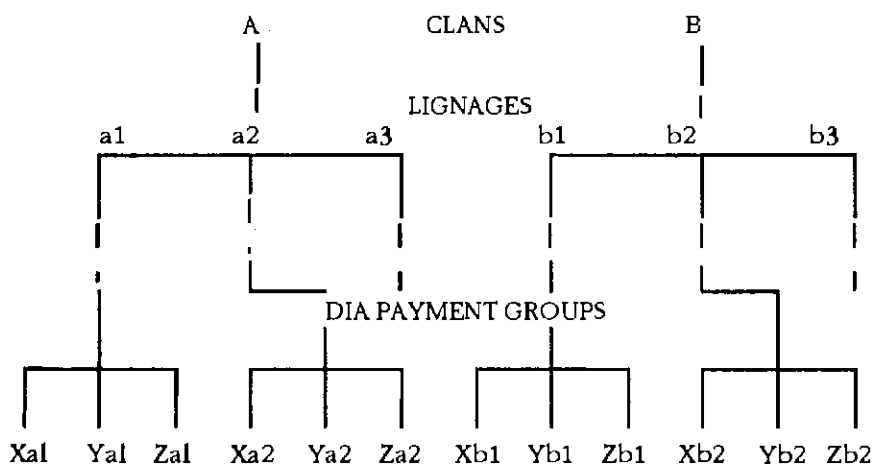 A CLANS B
LIGNAGES
a1 a2 a3 b1 b2 b3
DIA PAYMENT GROUPS
Xa1 Ya1 Za1 Xa2 Ya2 Za2 Xb1 Yb1 Zb1 Xb2 Yb2 Zb2